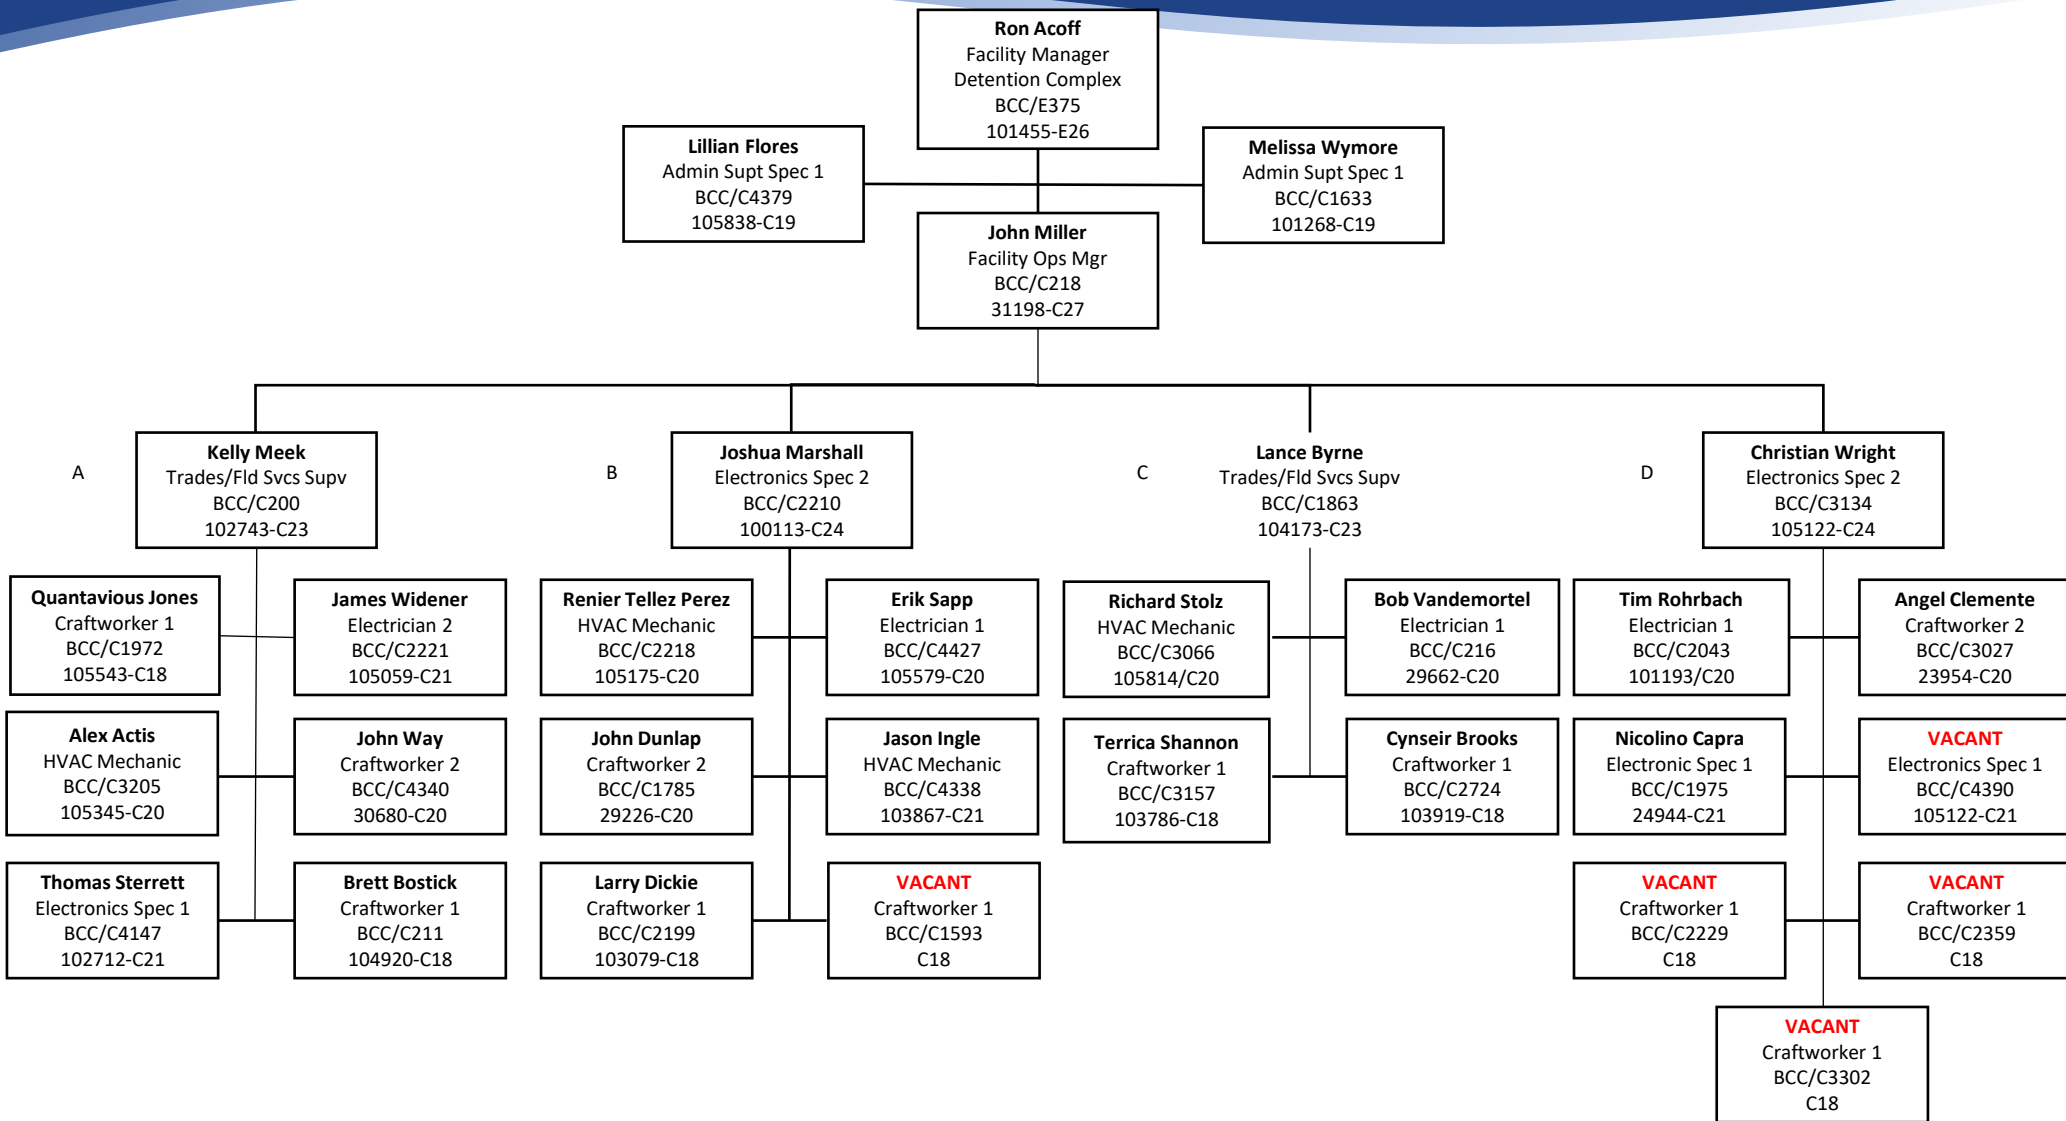 Ron Acoff
Facility Manager
Detention Complex
BCC/E375
101455-E26
Lillian Flores
Admin Supt Spec 1
BCC/C4379
105838-C19
Melissa Wymore
Admin Supt Spec 1
BCC/C1633
101268-C19
John Miller
Facility Ops Mgr
BCC/C218
31198-C27
A
Kelly Meek
Trades/Fld Svcs Supv
BCC/C200
102743-C23
B
Joshua Marshall
Electronics Spec 2
BCC/C2210
100113-C24
C
Lance Byrne
Trades/Fld Svcs Supv
BCC/C1863
104173-C23
D
Christian Wright
Electronics Spec 2
BCC/C3134
105122-C24
Quantavious Jones
Craftworker 1
BCC/C1972
105543-C18
James Widener
Electrician 2
BCC/C2221
105059-C21
Renier Tellez Perez
HVAC Mechanic
BCC/C2218
105175-C20
Erik Sapp
Electrician 1
BCC/C4427
105579-C20
Richard Stolz
HVAC Mechanic
BCC/C3066
105814/C20
Bob Vandemortel
Electrician 1
BCC/C216
29662-C20
Tim Rohrbach
Electrician 1
BCC/C2043
101193/C20
Angel Clemente
Craftworker 2
BCC/C3027
23954-C20
Alex Actis
HVAC Mechanic
BCC/C3205
105345-C20
John Way
Craftworker 2
BCC/C4340
30680-C20
John Dunlap
Craftworker 2
BCC/C1785
29226-C20
Jason Ingle
HVAC Mechanic
BCC/C4338
103867-C21
Terrica Shannon
Craftworker 1
BCC/C3157
103786-C18
Cynseir Brooks
Craftworker 1
BCC/C2724
103919-C18
Nicolino Capra
Electronic Spec 1
BCC/C1975
24944-C21
VACANT
Electronics Spec 1
BCC/C4390
105122-C21
Thomas Sterrett
Electronics Spec 1
BCC/C4147
102712-C21
Brett Bostick
Craftworker 1
BCC/C211
104920-C18
Larry Dickie
Craftworker 1
BCC/C2199
103079-C18
VACANT
Craftworker 1
BCC/C1593
C18
VACANT
Craftworker 1
BCC/C2229
C18
VACANT
Craftworker 1
BCC/C2359
C18
VACANT
Craftworker 1
BCC/C3302
C18